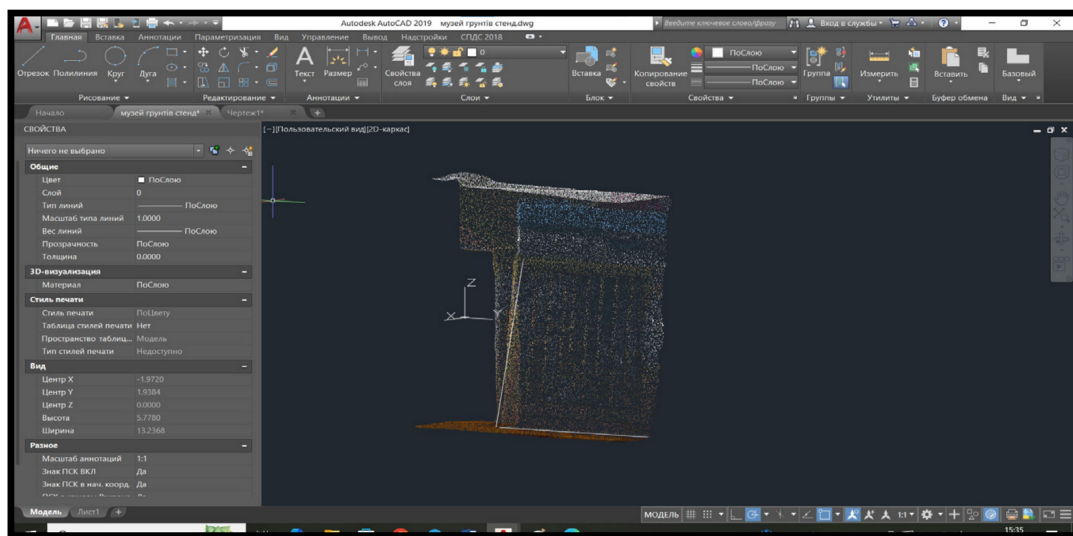 Autodesk AutoCAD 2019 музей грунтів стенд.dwg
Введите ключевое слово/фразу
Вход в службы
Главная Вставка Аннотации Параметризация Вид Управление Вывод Надстройки СПДС 2018
Отрезок Полилиния Круг Дуга
Текст Размер
Свойства слоя
0
Вставка
Копирование свойств
ПоСлою
ПоСлою
ПоСлою
Группа
Измерить
Вставить
Базовый
Рисование Редактирование Аннотации Слои Блок Свойства Группы Утилиты Буфер обмена Вид
Начало музей грунтів стенд* Чертеж1*
СВОЙСТВА
[−][Пользовательский вид][2D-каркас]
Ничего не выбрано
Общие
Цвет ПоСлою
Слой 0
Тип линий ПоСлою
Масштаб типа линий 1.0000
Вес линий ПоСлою
Прозрачность ПоСлою
Толщина 0.0000
3D-визуализация
Материал ПоСлою
Стиль печати
Стиль печати ПоЦвету
Таблица стилей печати Нет
Пространство таблиц... Модель
Тип стилей печати Недоступно
Вид
Центр X -1.9720
Центр Y 1.9384
Центр Z 0.0000
Высота 5.7780
Ширина 13.2368
Разное
Масштаб аннотаций 1:1
Знак ПСК ВКЛ Да
Знак ПСК в нач. коорд. Да
Z
X
Y
Модель Лист1
МОДЕЛЬ
1:1
15:35